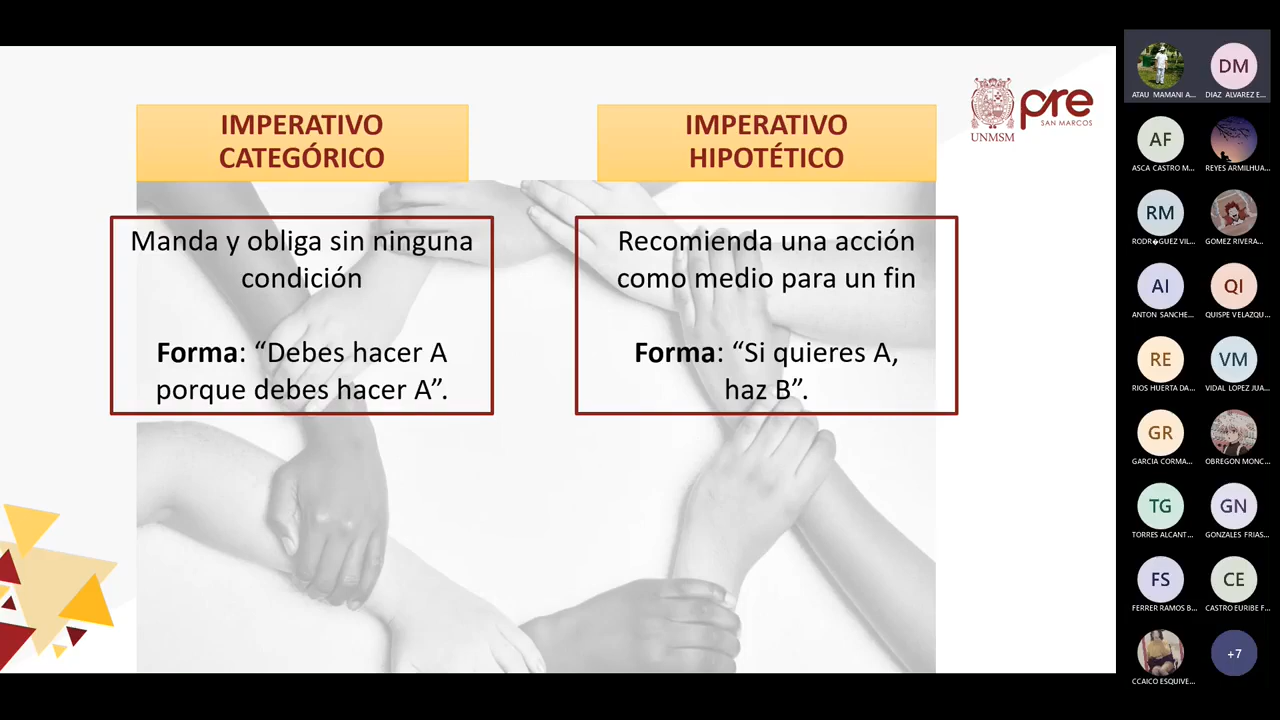 IMPERATIVO
CATEGÓRICO
IMPERATIVO
HIPOTÉTICO
pre
SAN MARCOS
UNMSM
Manda y obliga sin ninguna
condición
Forma: “Debes hacer A
porque debes hacer A”.
Recomienda una acción
como medio para un fin
Forma: “Si quieres A,
haz B”.
DM
ATAU MAMANI A...
DIAZ ALVAREZ E...
AF
ASCA CASTRO M...
REYES ARMILHUA...
RM
RODR�GUEZ VIL...
GOMEZ RIVERA...
AI
QI
ANTON SANCHE...
QUISPE VELAZQU...
RE
VM
RIOS HUERTA DA...
VIDAL LOPEZ JUA...
GR
GARCIA CORMA...
OBREGON MONC...
TG
GN
TORRES ALCANT...
GONZALES FRIAS...
FS
CE
FERRER RAMOS B...
CASTRO EURIBE F...
+7
CCAICO ESQUIVE...